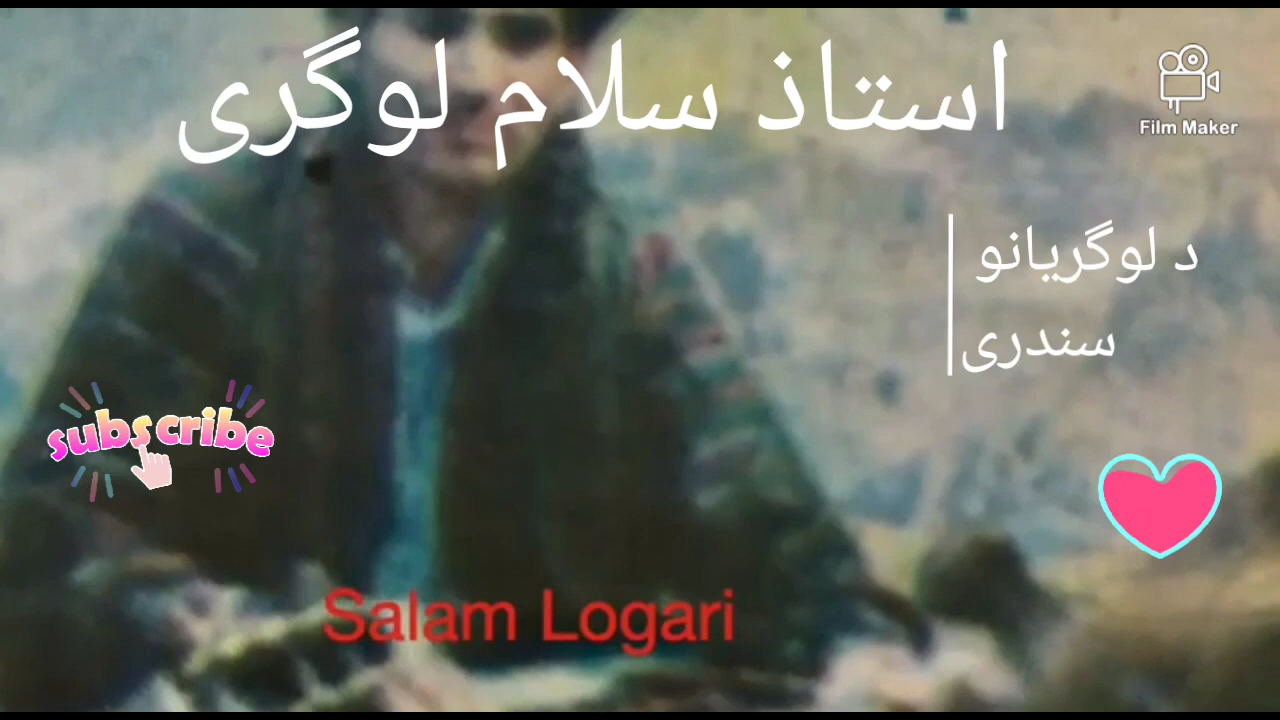 استاذ سلام لوگری
Film Maker
د لوگریانو
سندری
subscribe
Salam Logari